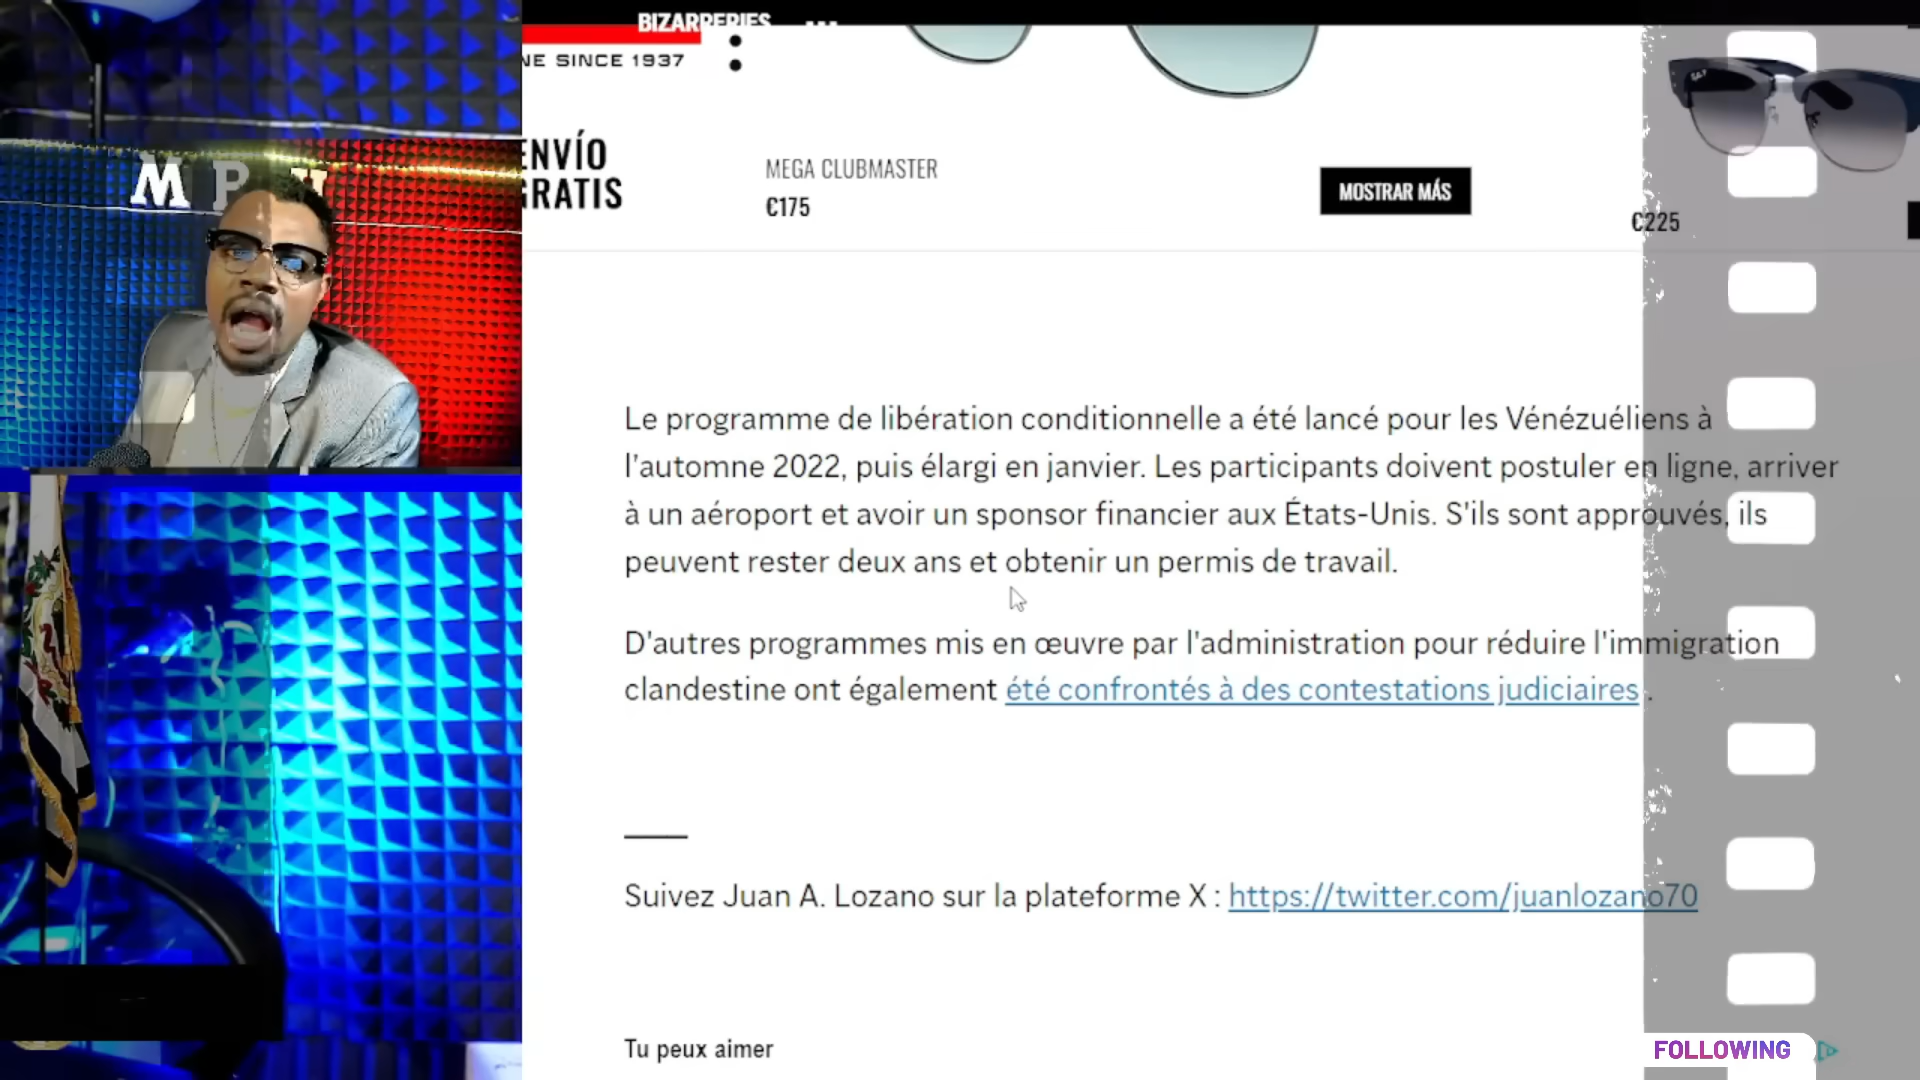 BIZARRERIES ...
NE SINCE 1937
ENVÍO
GRATIS
MEGA CLUBMASTER
€175
MOSTRAR MÁS
€225
M P H
Le programme de libération conditionnelle a été lancé pour les Vénézuéliens à
l'automne 2022, puis élargi en janvier. Les participants doivent postuler en ligne, arriver
à un aéroport et avoir un sponsor financier aux États-Unis. S'ils sont approuvés, ils
peuvent rester deux ans et obtenir un permis de travail.
D'autres programmes mis en œuvre par l'administration pour réduire l'immigration
clandestine ont également été confrontés à des contestations judiciaires .
Suivez Juan A. Lozano sur la plateforme X : https://twitter.com/juanlozano70
Tu peux aimer
FOLLOWING